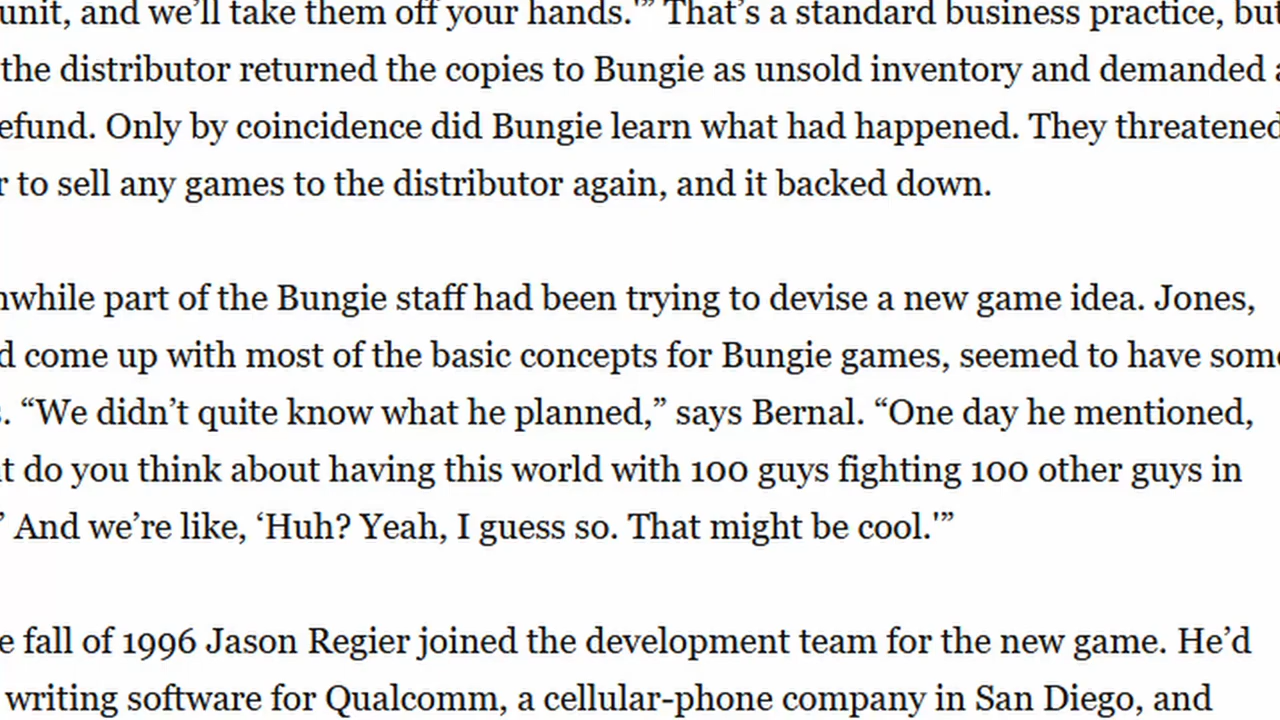 unit, and we’ll take them off your hands.'” That’s a standard business practice, but
the distributor returned the copies to Bungie as unsold inventory and demanded a
efund. Only by coincidence did Bungie learn what had happened. They threatened
r to sell any games to the distributor again, and it backed down.
nwhile part of the Bungie staff had been trying to devise a new game idea. Jones,
d come up with most of the basic concepts for Bungie games, seemed to have some
s. “We didn’t quite know what he planned,” says Bernal. “One day he mentioned,
t do you think about having this world with 100 guys fighting 100 other guys in
’ And we’re like, ‘Huh? Yeah, I guess so. That might be cool.'”
e fall of 1996 Jason Regier joined the development team for the new game. He’d
writing software for Qualcomm, a cellular-phone company in San Diego, and